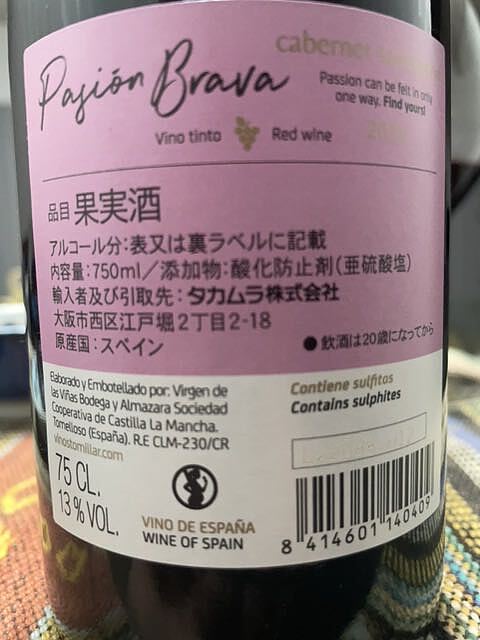 cabernet
Pasión Brava
Passion can be felt in only
one way. Find yours!
Vino tinto
Red wine
品目 果実酒
アルコール分:表又は裏ラベルに記載
内容量:750ml/添加物:酸化防止剤(亜硫酸塩)
輸入者及び引取先:タカムラ株式会社
大阪市西区江戸堀2丁目2-18
原産国:スペイン
●飲酒は20歳になってから
Elaborado y Embotellado por: Virgen de
las Viñas Bodega y Almazara Sociedad
Cooperativa de Castilla La Mancha.
Tomelloso (España). R.E CLM-230/CR
vinostomillar.com
Contiene sulfitos
Contains sulphites
75 CL.
13 % VOL.
VINO DE ESPAÑA
WINE OF SPAIN
8 414601 140409